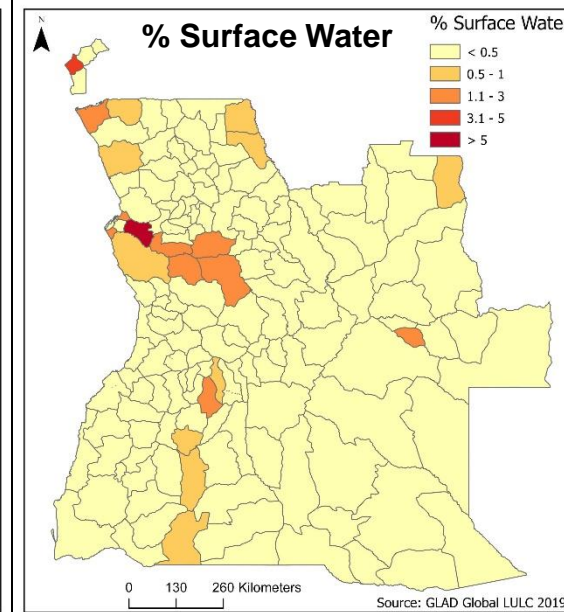 N
% Surface Water
% Surface Wate
< 0.5
0.5 - 1
1.1 - 3
3.1 - 5
> 5
0 130 260 Kilometers
Source: GLAD Global LULC 2019